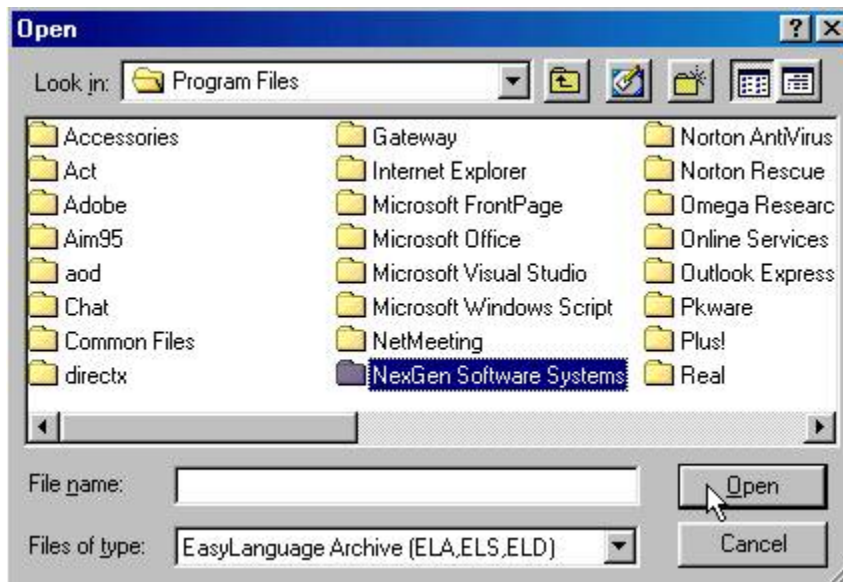 Open
Look in: Program Files
Accessories
Act
Adobe
Aim95
aod
Chat
Common Files
directx
Gateway
Internet Explorer
Microsoft FrontPage
Microsoft Office
Microsoft Visual Studio
Microsoft Windows Script
NetMeeting
NexGen Software Systems
Norton AntiVirus
Norton Rescue
Omega Researc
Online Services
Outlook Express
Pkware
Plus!
Real
File name:
Open
Files of type: EasyLanguage Archive (ELA,ELS,ELD)
Cancel